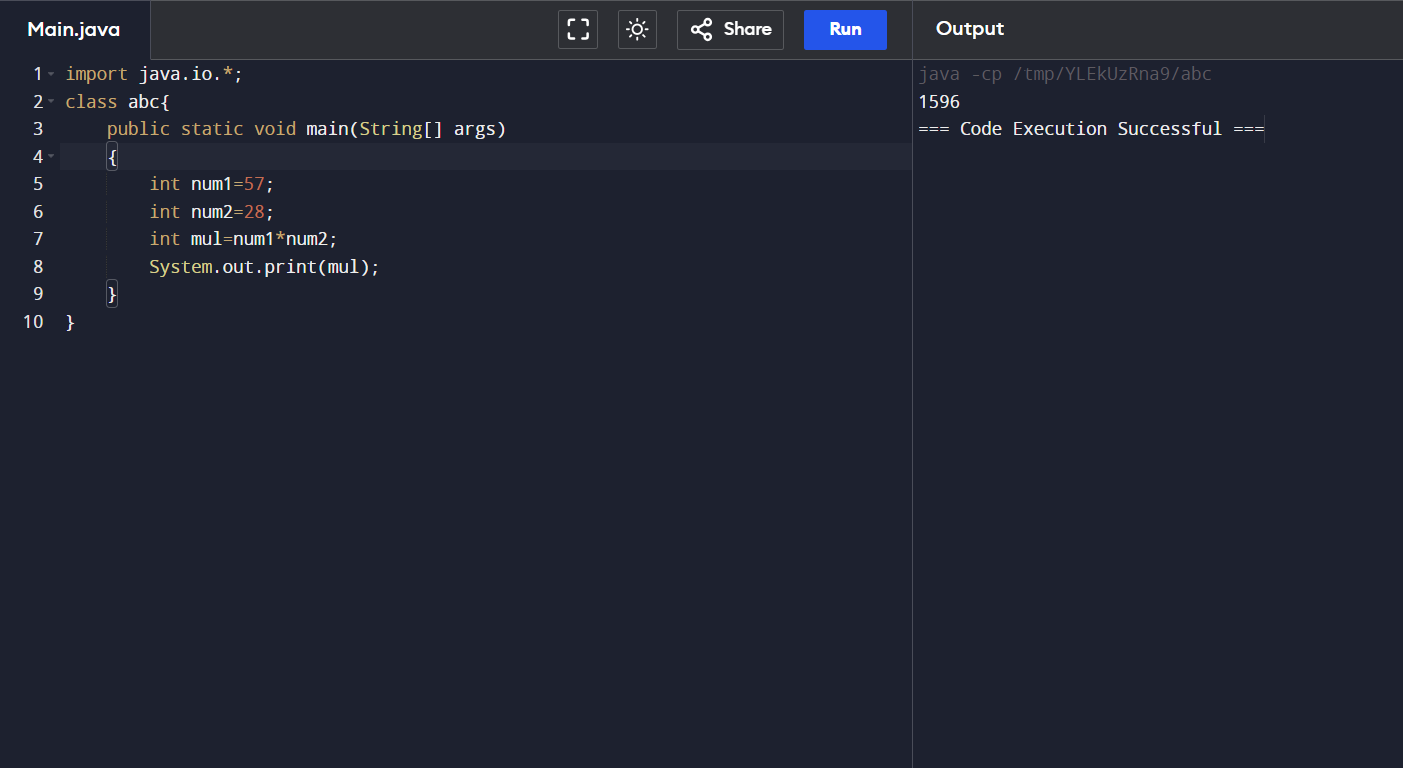 Main.java
Share
Run
Output
1 import java.io.*;
2 class abc{
3     public static void main(String[] args)
4     {
5         int num1=57;
6         int num2=28;
7         int mul=num1*num2;
8         System.out.print(mul);
9     }
10 }
java -cp /tmp/YLEkUzRna9/abc
1596
=== Code Execution Successful ===